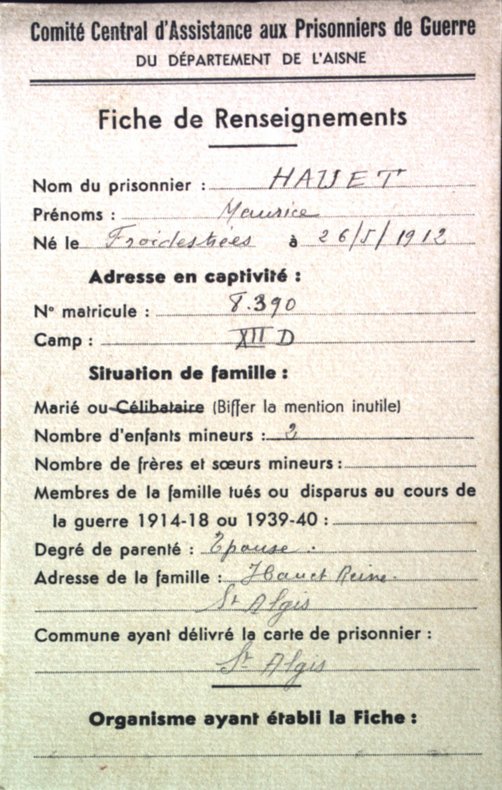 Comité Central d'Assistance aux Prisonniers de Guerre
DU DÉPARTEMENT DE L'AISNE
Fiche de Renseignements
Nom du prisonnier : HAUET
Prénoms : Maurice
Né le Froidestrées à 26/5/1912
Adresse en captivité :
N° matricule : 8.390
Camp : XII D
Situation de famille :
Marié ou Célibataire (Biffer la mention inutile)
Nombre d'enfants mineurs : 2
Nombre de frères et sœurs mineurs :
Membres de la famille tués ou disparus au cours de
la guerre 1914-18 ou 1939-40 :
Degré de parenté : Epouse.
Adresse de la famille : Hauet Reine.
St Algis
Commune ayant délivré la carte de prisonnier :
St Algis
Organisme ayant établi la Fiche :